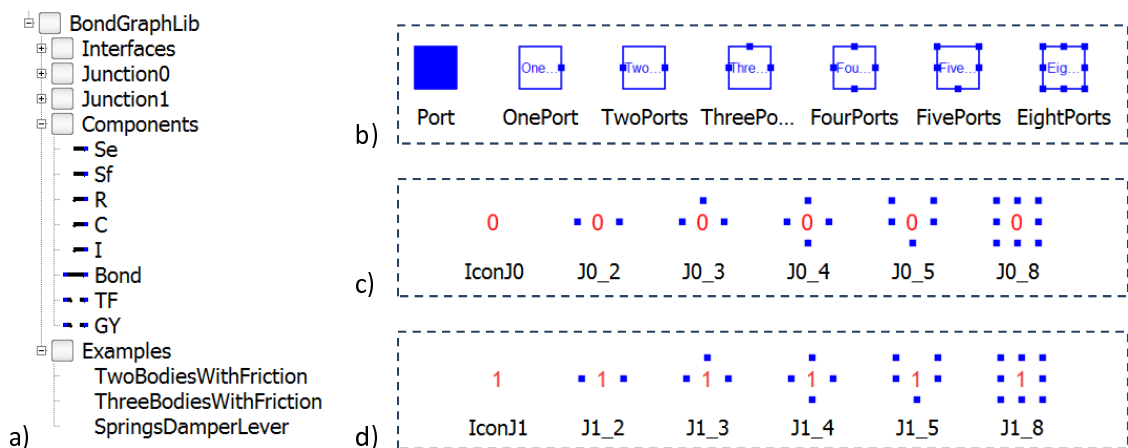 BondGraphLib
Interfaces
Junction0
Junction1
Components
Se
Sf
R
C
I
Bond
TF
GY
Examples
TwoBodiesWithFriction
ThreeBodiesWithFriction
SpringsDamperLever
a)
One... Two... Thre... Fou... Five... Eig...
Port OnePort TwoPorts ThreePo... FourPorts FivePorts EightPorts
b)
0 0 0 0 0 0
IconJ0 J0_2 J0_3 J0_4 J0_5 J0_8
c)
1 1 1 1 1 1
IconJ1 J1_2 J1_3 J1_4 J1_5 J1_8
d)